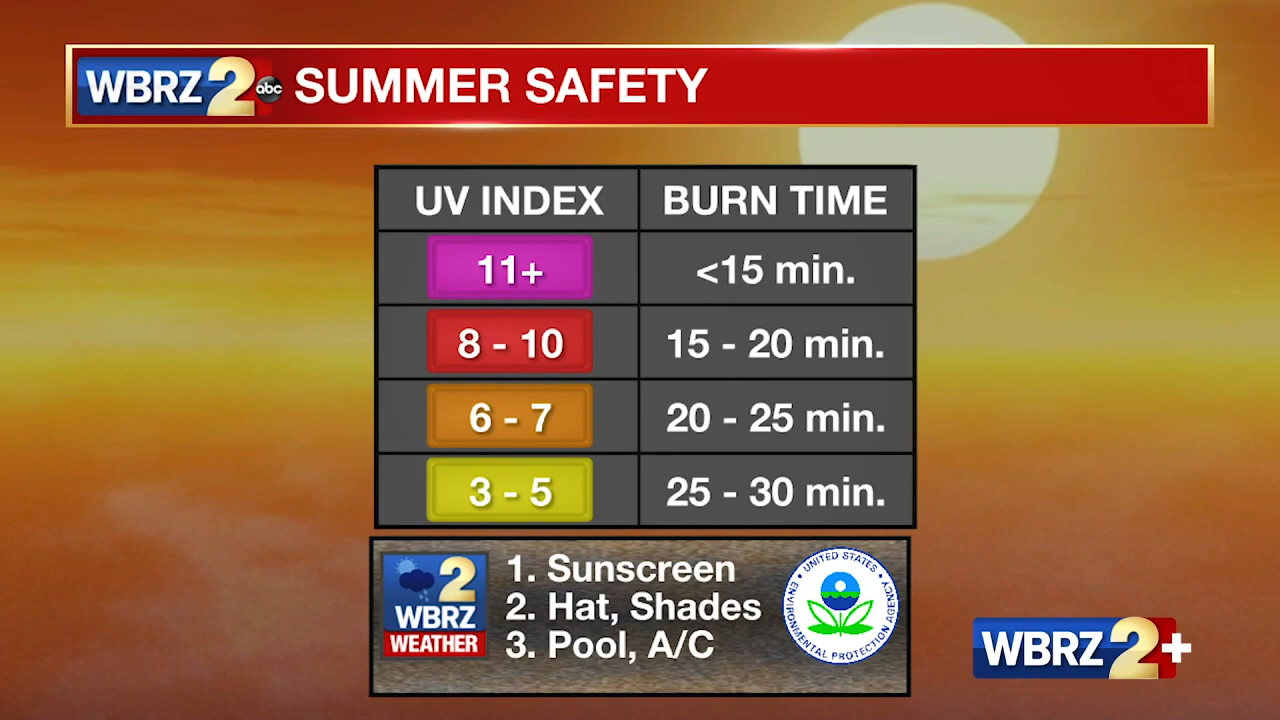 WBRZ 2 abc SUMMER SAFETY
UV INDEX BURN TIME
11+ <15 min.
8 - 10 15 - 20 min.
6 - 7 20 - 25 min.
3 - 5 25 - 30 min.
2
WBRZ
WEATHER
1. Sunscreen
2. Hat, Shades
3. Pool, A/C
UNITED STATES
ENVIRONMENTAL PROTECTION AGENCY
WBRZ 2+